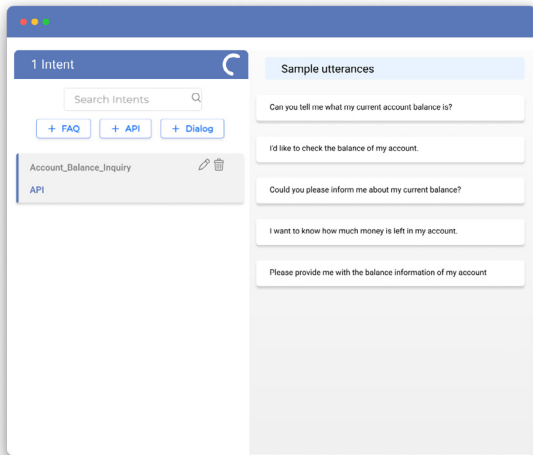 1 Intent
Search Intents
+ FAQ
+ API
+ Dialog
Account_Balance_Inquiry
API
Sample utterances
Can you tell me what my current account balance is?
I'd like to check the balance of my account.
Could you please inform me about my current balance?
I want to know how much money is left in my account.
Please provide me with the balance information of my account